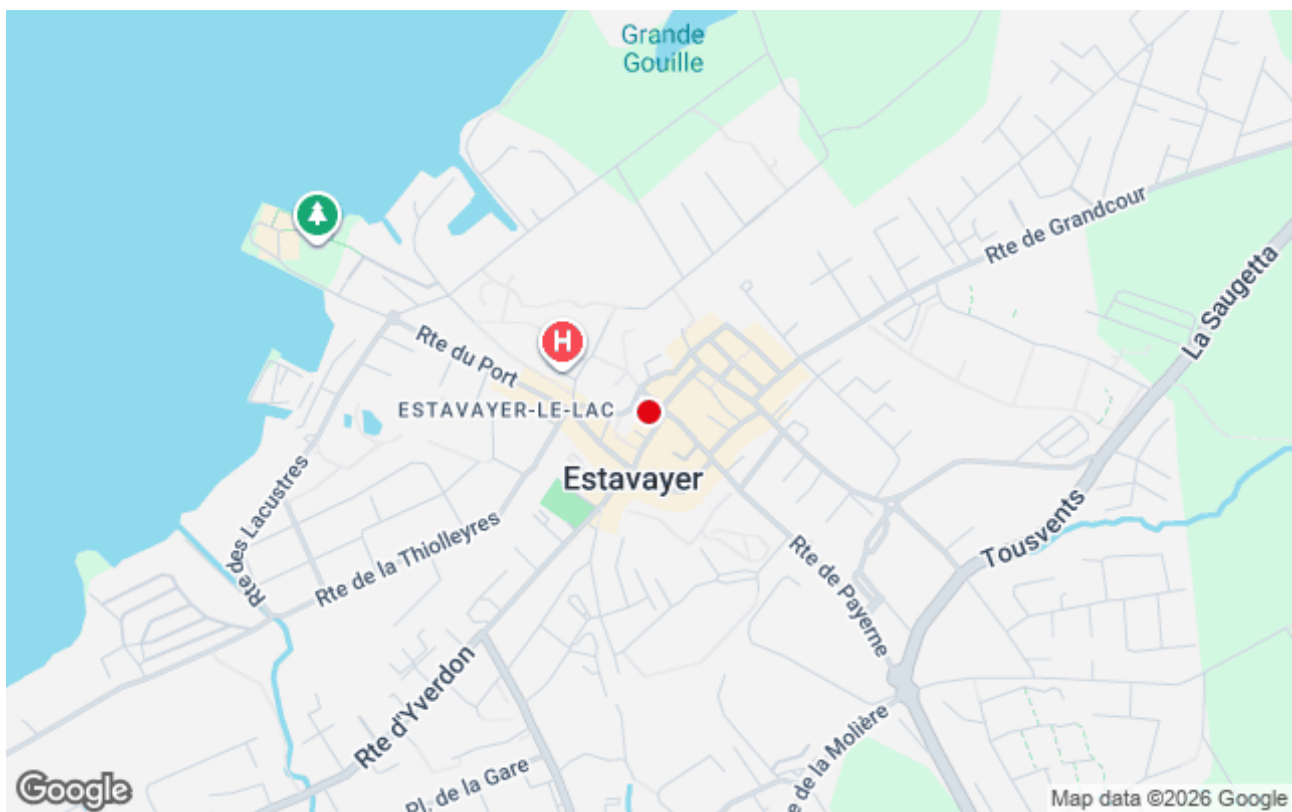 Grande
Gouille
Rte de Grandcour
La Saugetta
H
Rte du Port
ESTAVAYER-LE-LAC
Estavayer
Rte des Lacustres
Rte de la Thiolleyres
Tousvents
Rte de Payerne
Rte d'Yverdon
e de la Molière
Pl. de la Gare
Google
Map data ©2026 Google